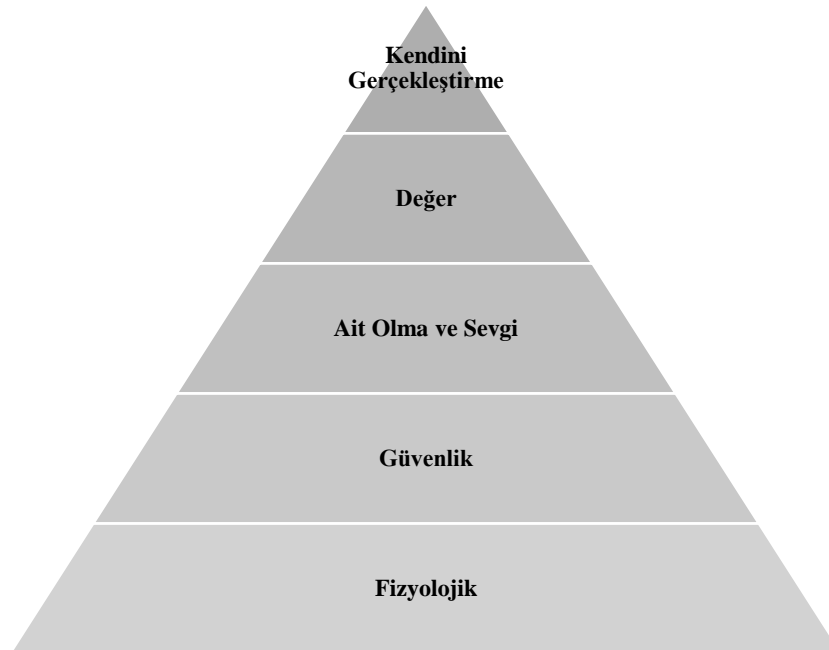 Kendini
Gerçekleştirme
Değer
Ait Olma ve Sevgi
Güvenlik
Fizyolojik